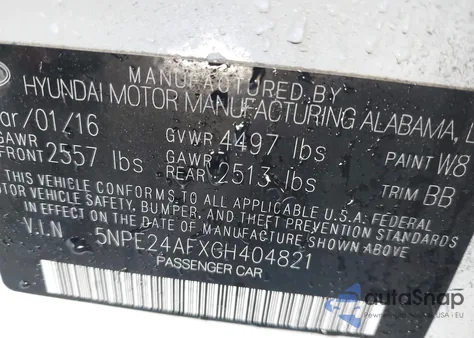 MANUFACTURED BY
HYUNDAI MOTOR MANUFACTURING ALABAMA, L
ar/01/16
GVWR 4497 lbs
PAINT W8
GAWR FRONT 2557 lbs
GAWR REAR 2513 lbs
TRIM BB
THIS VEHICLE CONFORMS TO ALL APPLICABLE U.S.A FEDERAL
MOTOR VEHICLE SAFETY, BUMPER, AND THEFT PREVENTION STANDARDS
IN EFFECT ON THE DATE OF MANUFACTURE SHOWN ABOVE.
V.I.N 5NPE24AFXGH404821
PASSENGER CAR
autoSnap